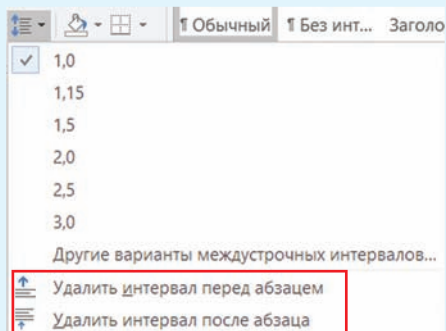 ¶ Обычный ¶ Без инт... Заголо
1,0
1,15
1,5
2,0
2,5
3,0
Другие варианты междустрочных интервалов...
Удалить интервал перед абзацем
Удалить интервал после абзаца